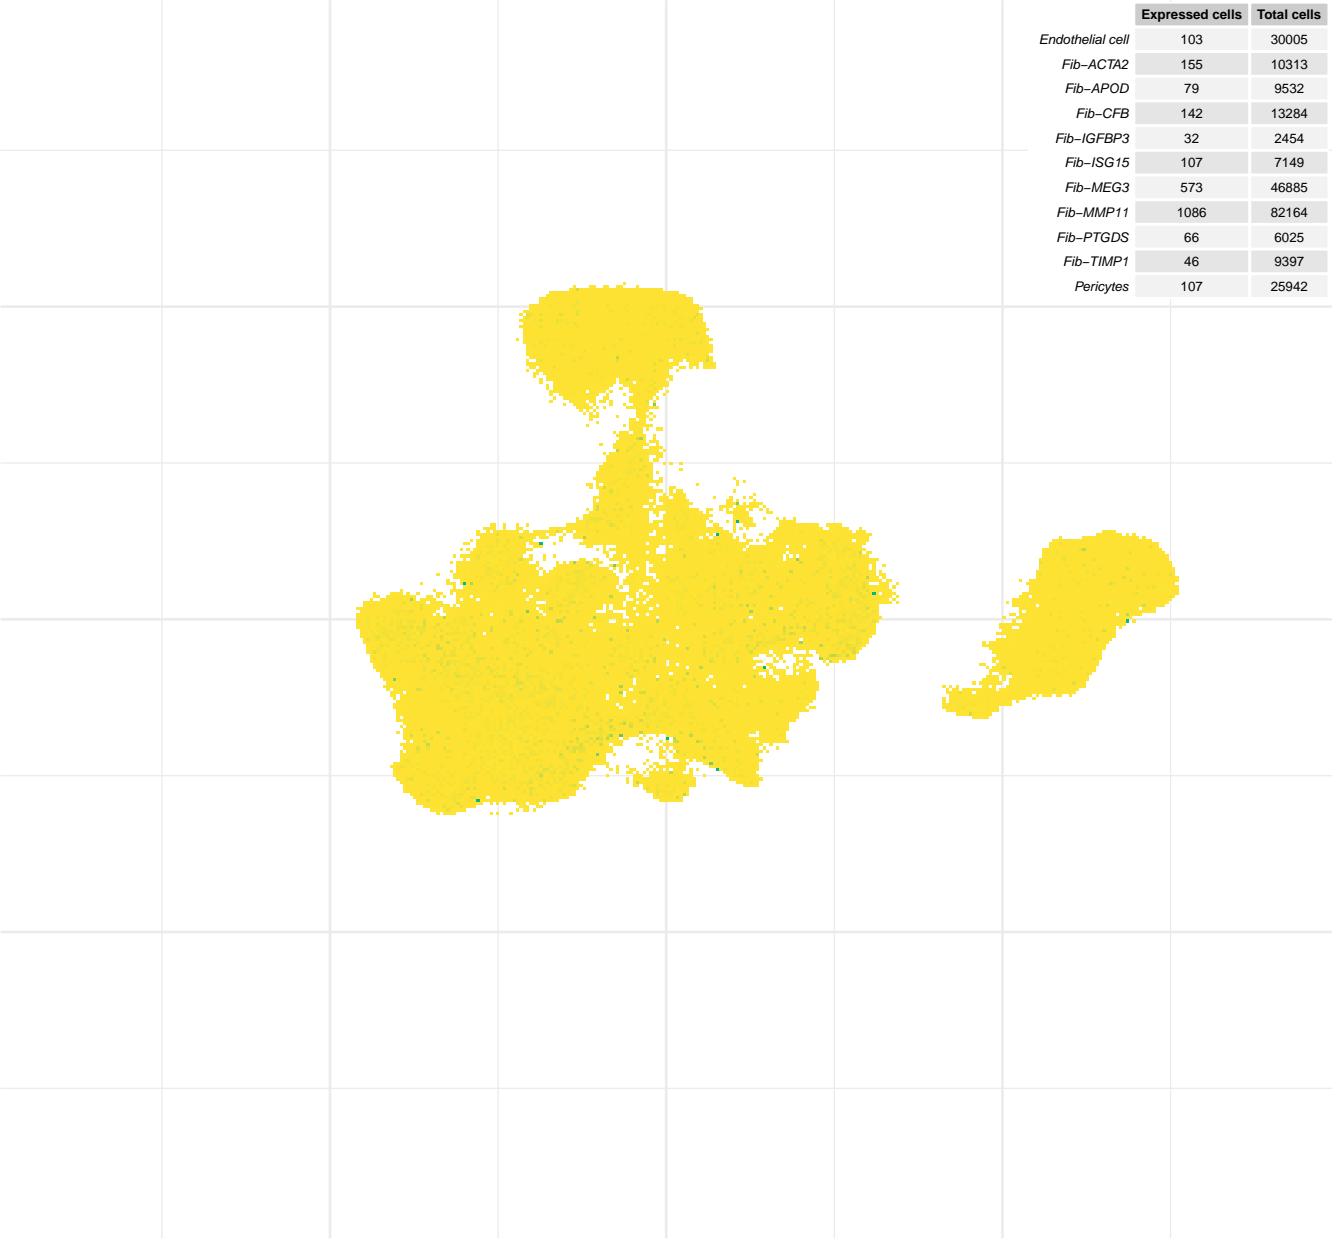 Expressed cells Total cells
Endothelial cell 103 30005
Fib−ACTA2 155 10313
Fib−APOD 79 9532
Fib−CFB 142 13284
Fib−IGFBP3 32 2454
Fib−ISG15 107 7149
Fib−MEG3 573 46885
Fib−MMP11 1086 82164
Fib−PTGDS 66 6025
Fib−TIMP1 46 9397
Pericytes 107 25942